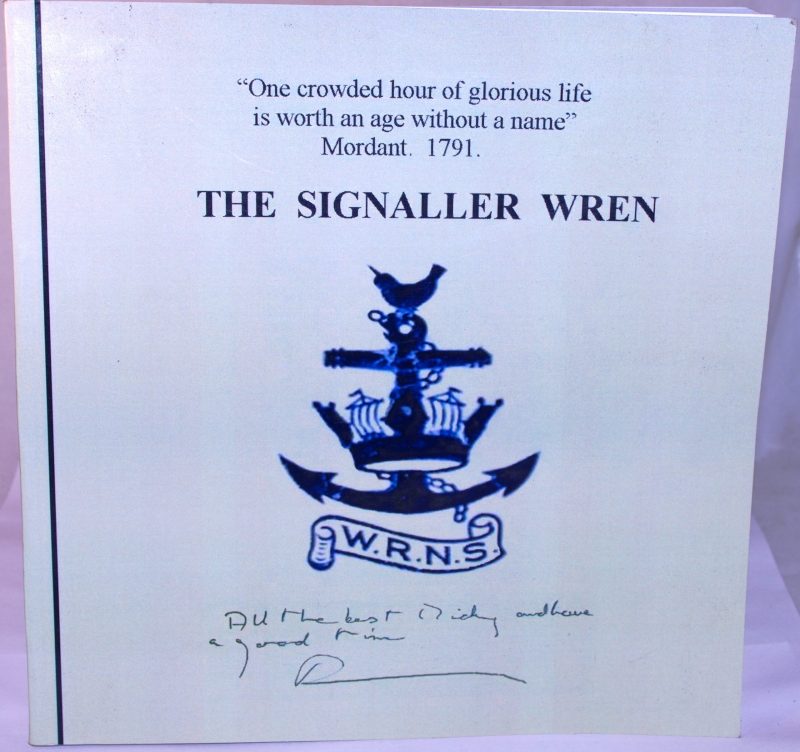 “One crowded hour of glorious life
is worth an age without a name”
Mordant. 1791.
THE SIGNALLER WREN
W.R.N.S.
All the best Micky and have
a good time